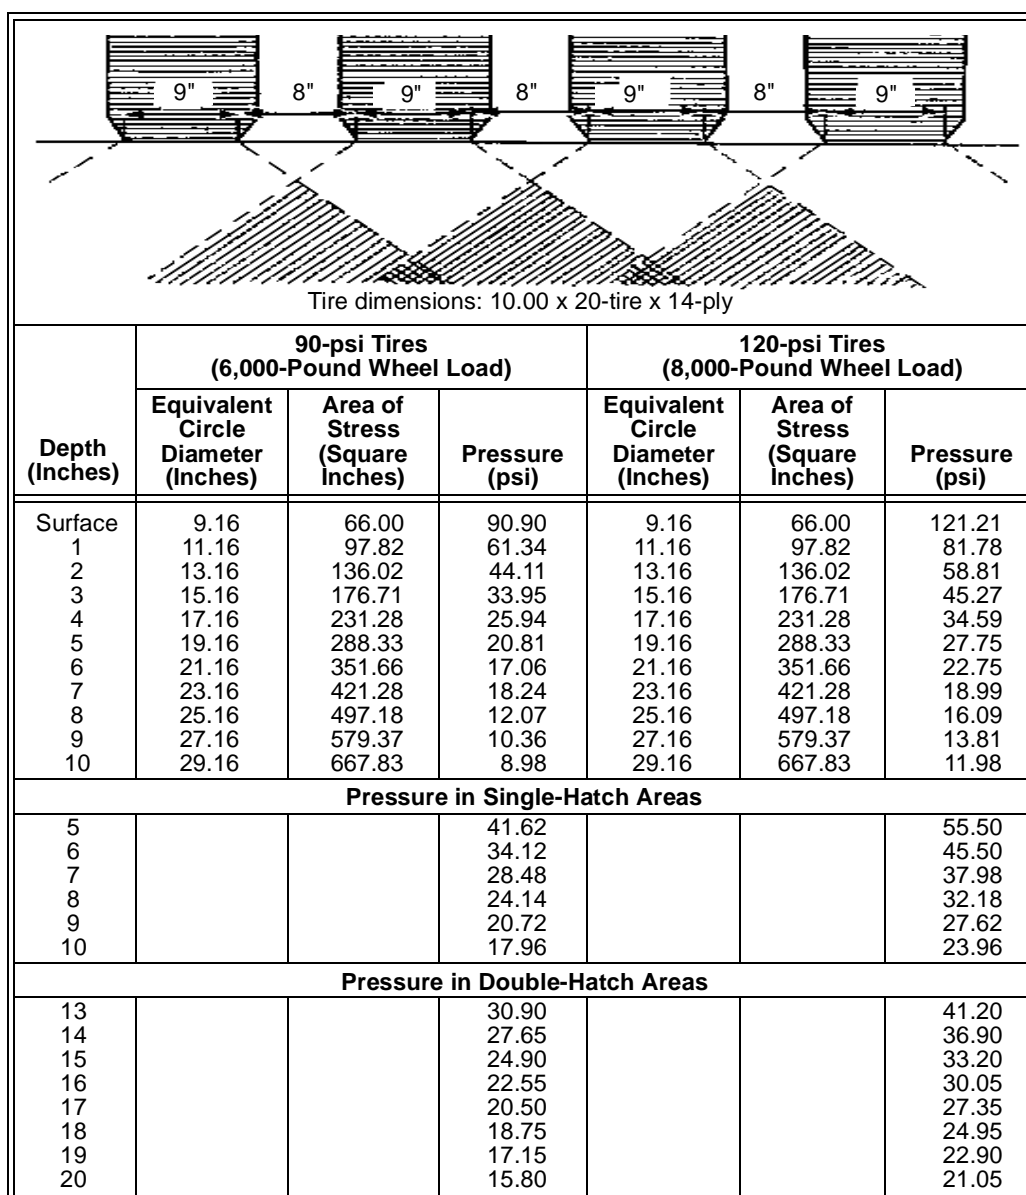 9" 8" 9" 8" 9" 8" 9"
Tire dimensions: 10.00 x 20-tire x 14-ply
90-psi Tires
(6,000-Pound Wheel Load)
120-psi Tires
(8,000-Pound Wheel Load)
Depth
(Inches)
Equivalent
Circle
Diameter
(Inches)
Area of
Stress
(Square
Inches)
Pressure
(psi)
Equivalent
Circle
Diameter
(Inches)
Area of
Stress
(Square
Inches)
Pressure
(psi)
Surface 9.16 66.00 90.90 9.16 66.00 121.21
1 11.16 97.82 61.34 11.16 97.82 81.78
2 13.16 136.02 44.11 13.16 136.02 58.81
3 15.16 176.71 33.95 15.16 176.71 45.27
4 17.16 231.28 25.94 17.16 231.28 34.59
5 19.16 288.33 20.81 19.16 288.33 27.75
6 21.16 351.66 17.06 21.16 351.66 22.75
7 23.16 421.28 18.24 23.16 421.28 18.99
8 25.16 497.18 12.07 25.16 497.18 16.09
9 27.16 579.37 10.36 27.16 579.37 13.81
10 29.16 667.83 8.98 29.16 667.83 11.98
Pressure in Single-Hatch Areas
5 41.62 55.50
6 34.12 45.50
7 28.48 37.98
8 24.14 32.18
9 20.72 27.62
10 17.96 23.96
Pressure in Double-Hatch Areas
13 30.90 41.20
14 27.65 36.90
15 24.90 33.20
16 22.55 30.05
17 20.50 27.35
18 18.75 24.95
19 17.15 22.90
20 15.80 21.05